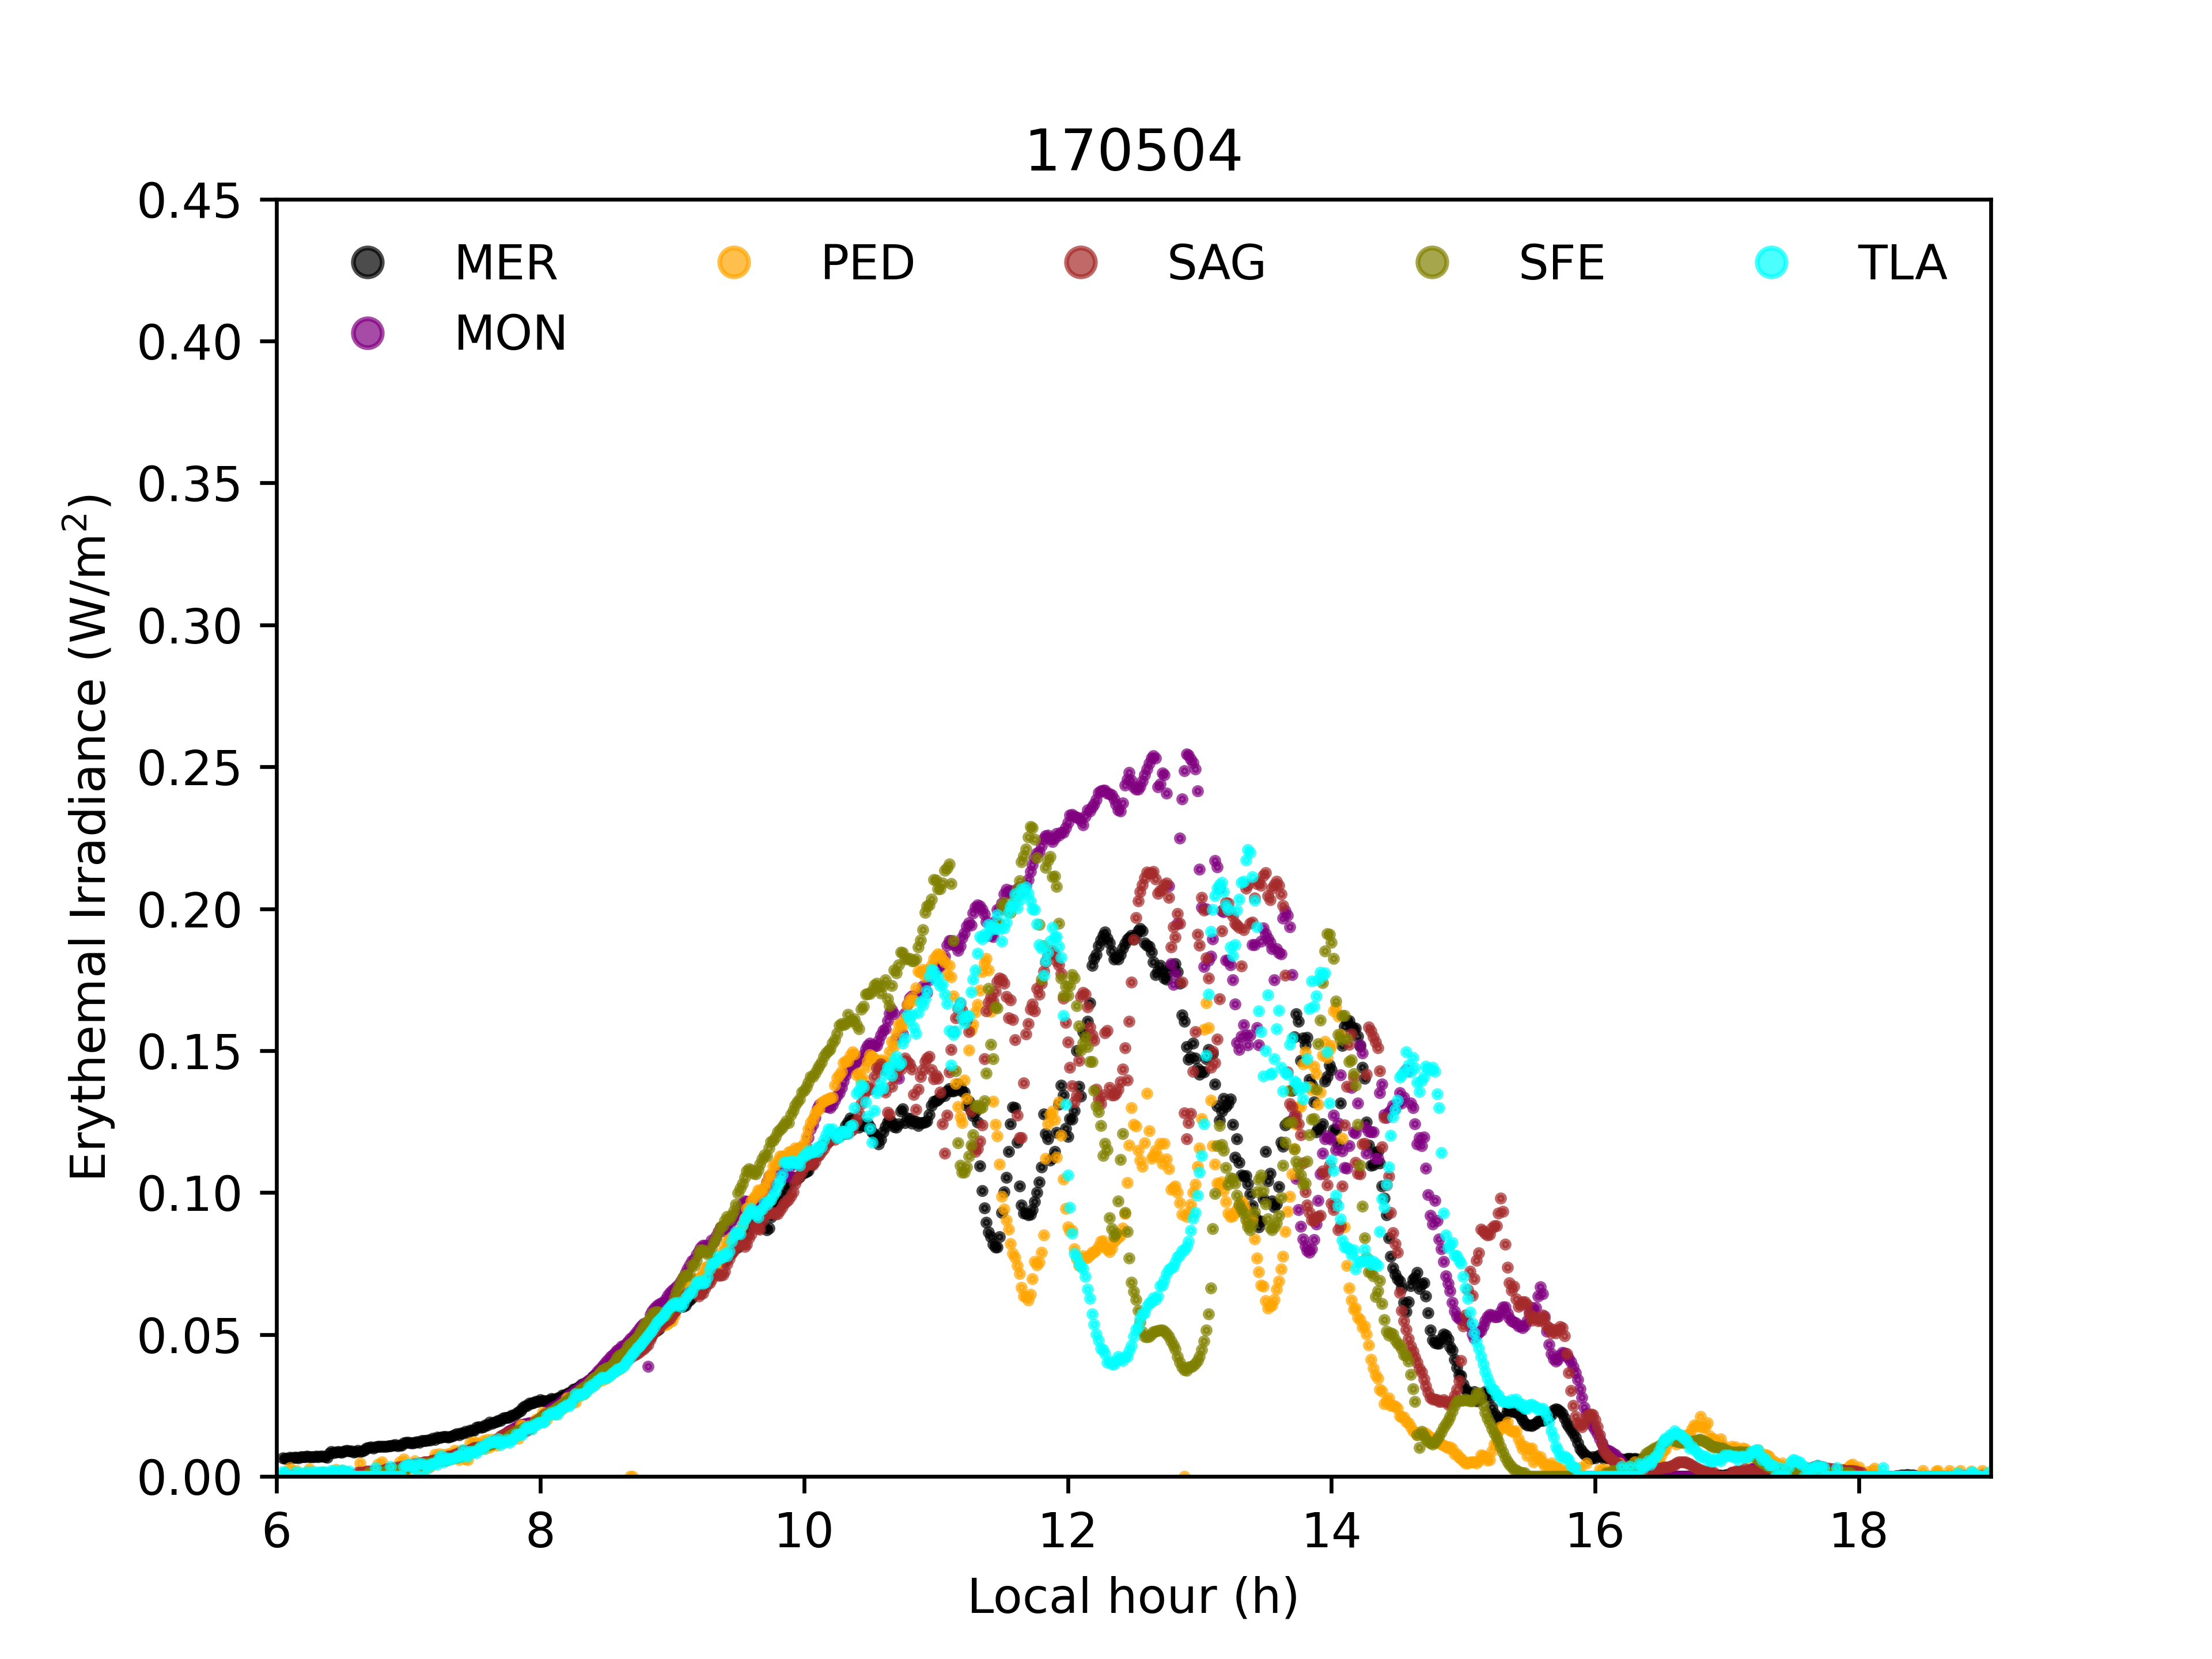 170504
0.45
0.40
0.35
0.30
0.25
0.20
0.15
0.10
0.05
0.00
Erythemal Irradiance (W/m²)
MER PED SAG SFE TLA
MON
6 8 10 12 14 16 18
Local hour (h)